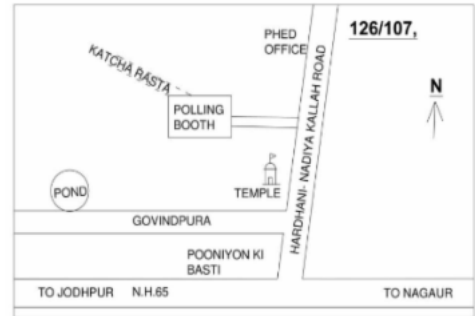 PHED
OFFICE
126/107,
KATCHA RASTA
N
POLLING
BOOTH
HARDHANI- NADIYA KALLAH ROAD
POND
TEMPLE
GOVINDPURA
POONIYON KI
BASTI
TO JODHPUR N.H.65
TO NAGAUR